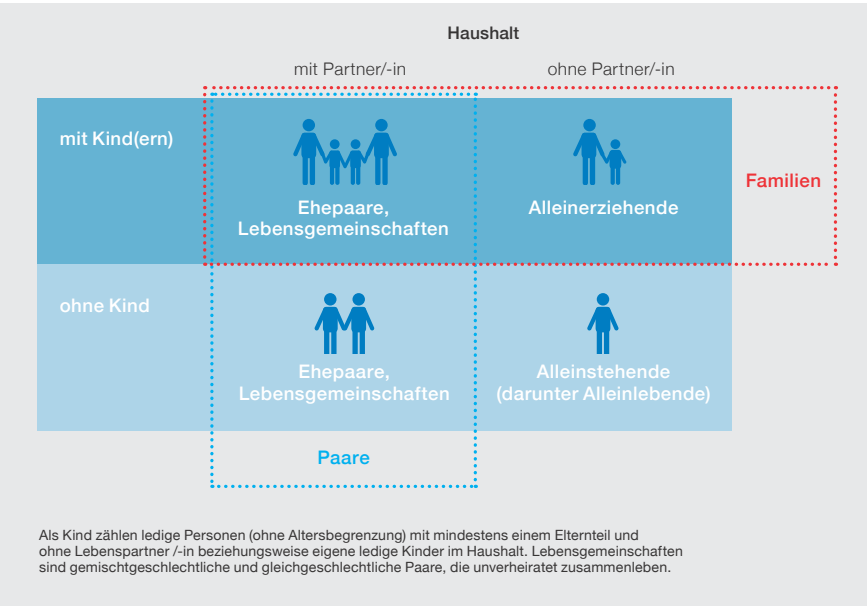 Haushalt
mit Partner/-in
ohne Partner/-in
mit Kind(ern)
Ehepaare,
Lebensgemeinschaften
Alleinerziehende
Familien
ohne Kind
Ehepaare,
Lebensgemeinschaften
Alleinstehende
(darunter Alleinlebende)
Paare
Als Kind zählen ledige Personen (ohne Altersbegrenzung) mit mindestens einem Elternteil und
ohne Lebenspartner /-in beziehungsweise eigene ledige Kinder im Haushalt. Lebensgemeinschaften
sind gemischtgeschlechtliche und gleichgeschlechtliche Paare, die unverheiratet zusammenleben.